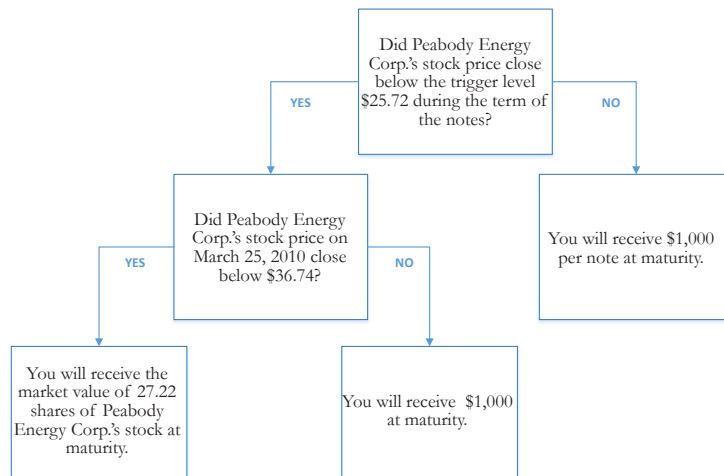 Did Peabody Energy
Corp.'s stock price close
below the trigger level
$25.72 during the term of
the notes?
YES
NO
Did Peabody Energy
Corp.'s stock price on
March 25, 2010 close
below $36.74?
You will receive $1,000
per note at maturity.
YES
NO
You will receive the
market value of 27.22
shares of Peabody
Energy Corp.'s stock at
maturity.
You will receive $1,000
at maturity.